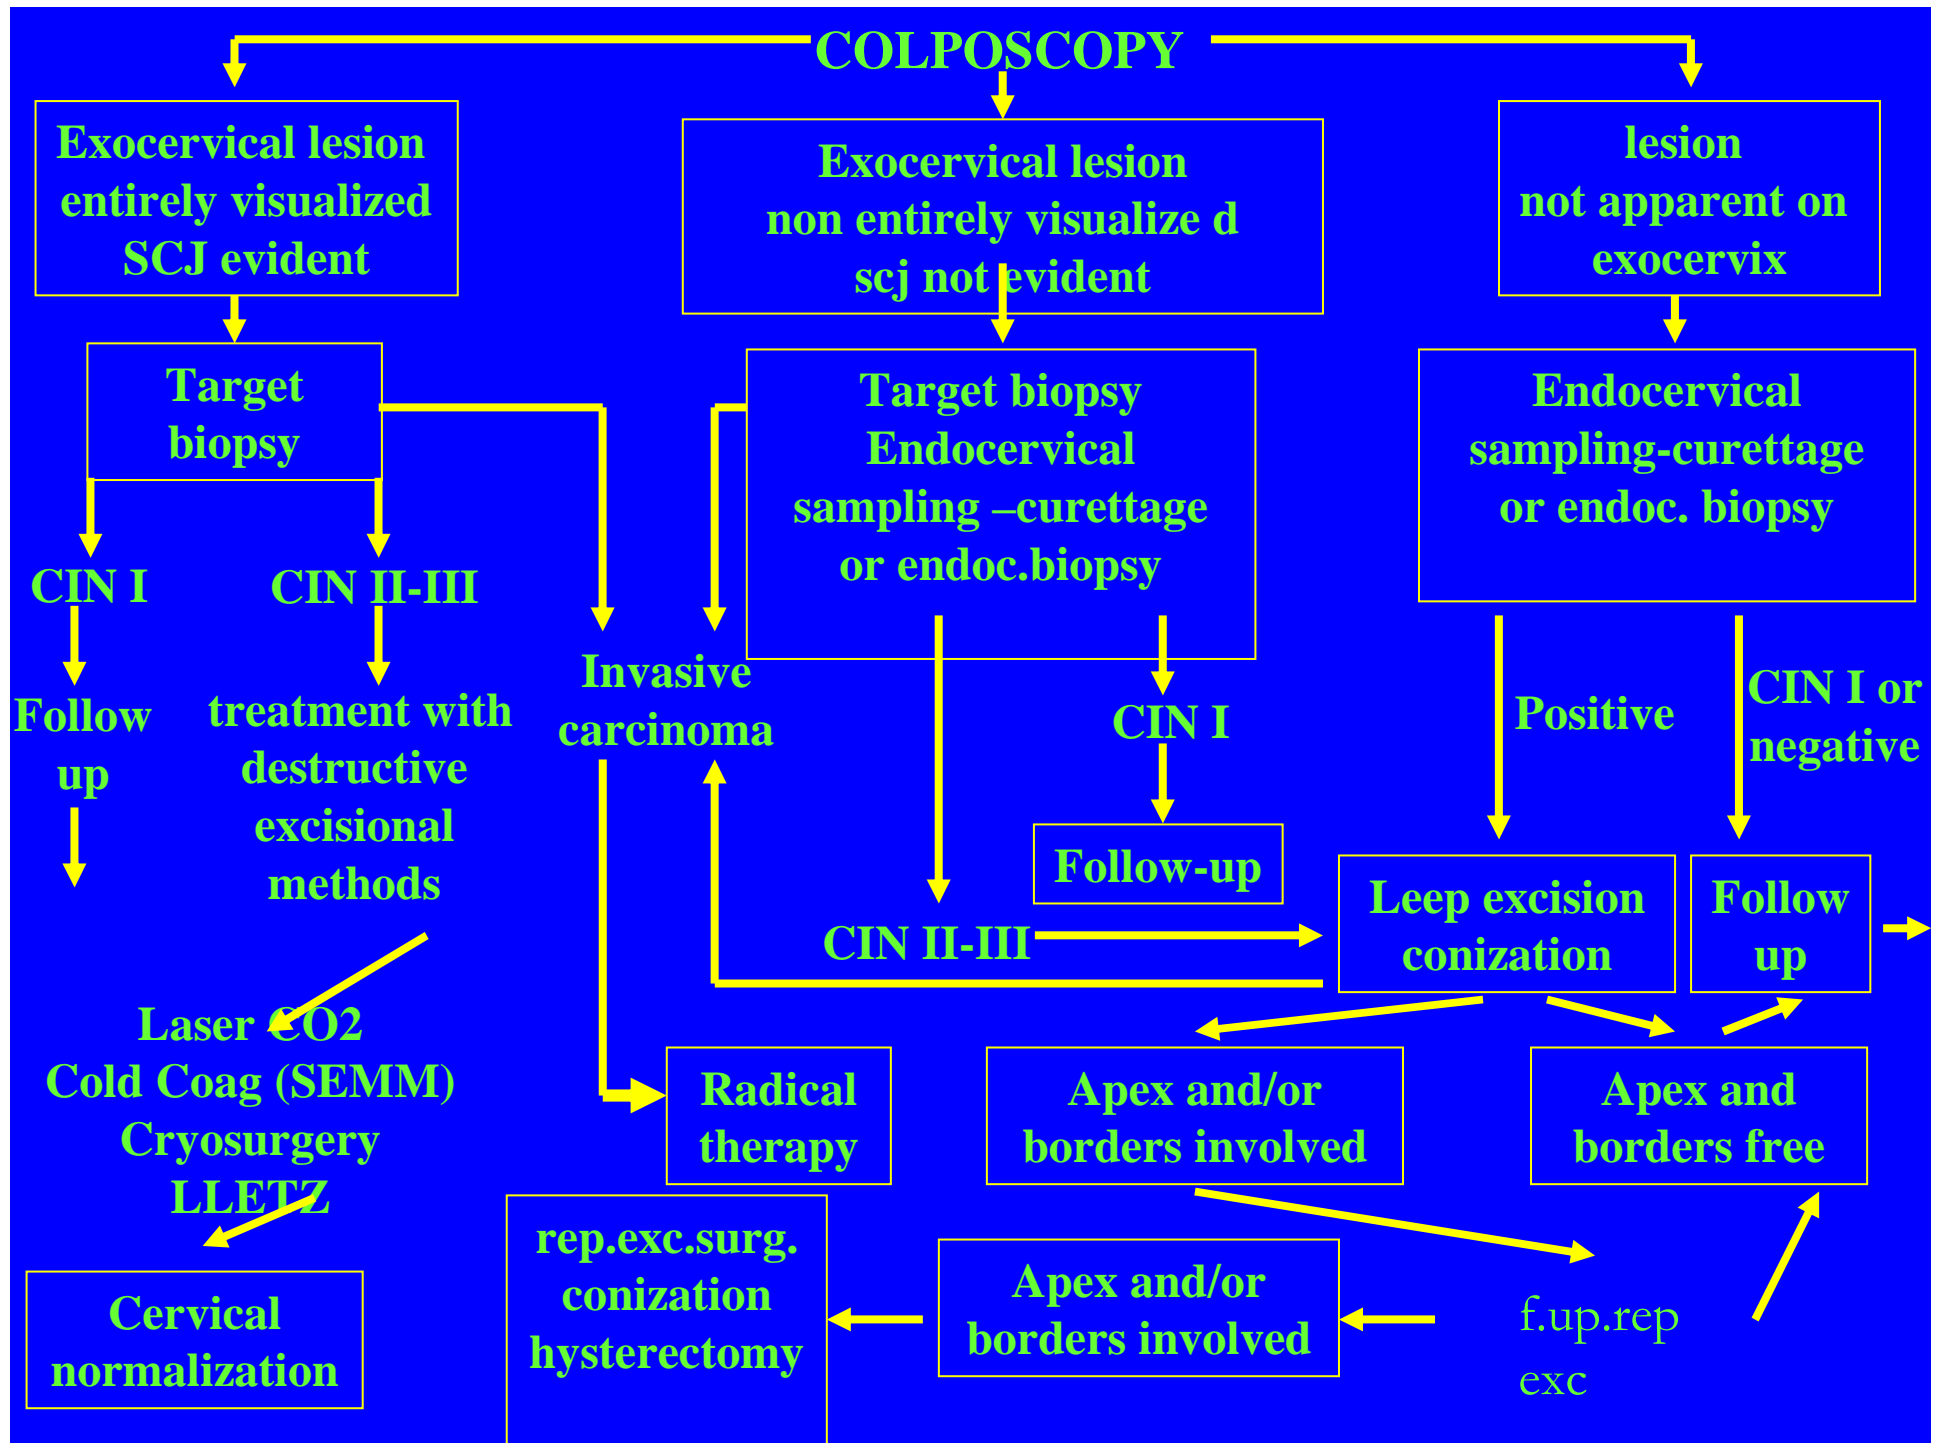 COLPOSCOPY
Exocervical lesion
entirely visualized
SCJ evident
Exocervical lesion
non entirely visualize d
scj not evident
lesion
not apparent on
exocervix
Target
biopsy
Target biopsy
Endocervical
sampling –curettage
or endoc.biopsy
Endocervical
sampling-curettage
or endoc. biopsy
CIN I
CIN II-III
Follow
up
treatment with
destructive
excisional
methods
Invasive
carcinoma
CIN I
Positive
CIN I or
negative
Follow-up
CIN II-III
Leep excision
conization
Follow
up
Laser CO2
Cold Coag (SEMM)
Cryosurgery
LLETZ
Radical
therapy
Apex and/or
borders involved
Apex and
borders free
Cervical
normalization
rep.exc.surg.
conization
hysterectomy
Apex and/or
borders involved
f.up.rep
exc